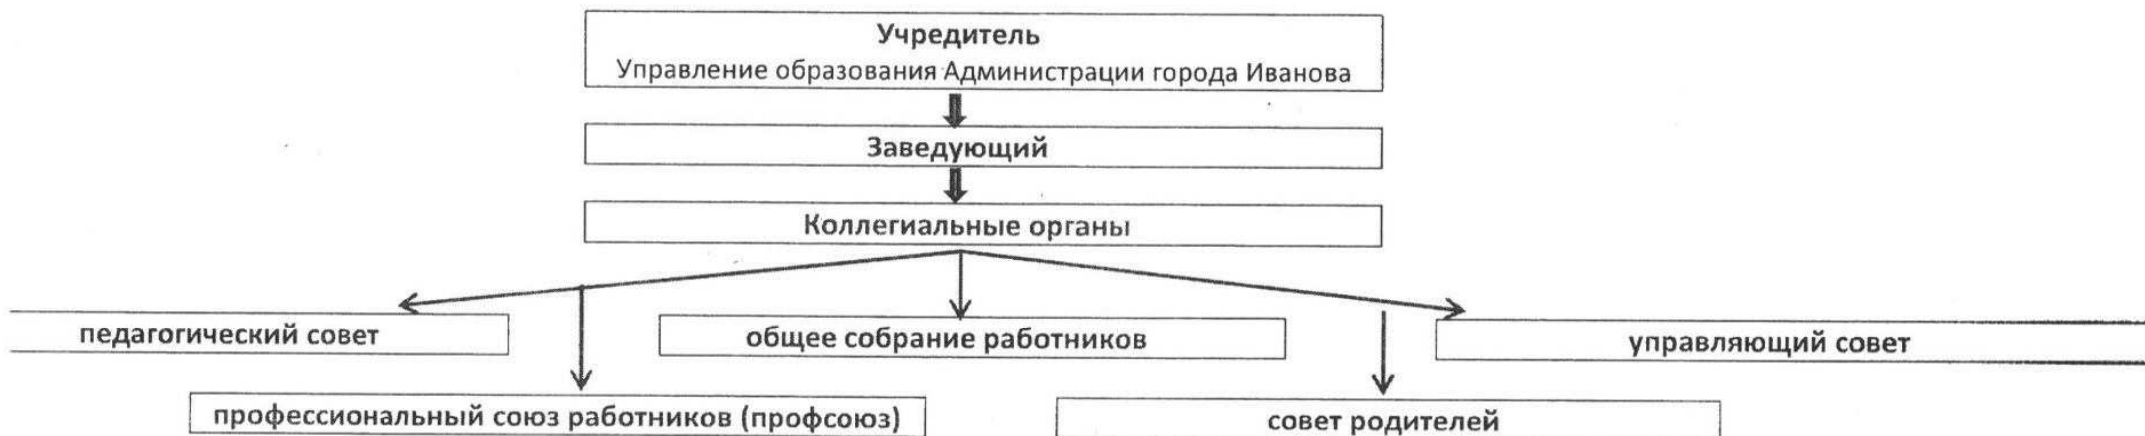 Учредитель
Управление образования Администрации города Иванова
Заведующий
Коллегиальные органы
педагогический совет
общее собрание работников
управляющий совет
профессиональный союз работников (профсоюз)
совет родителей